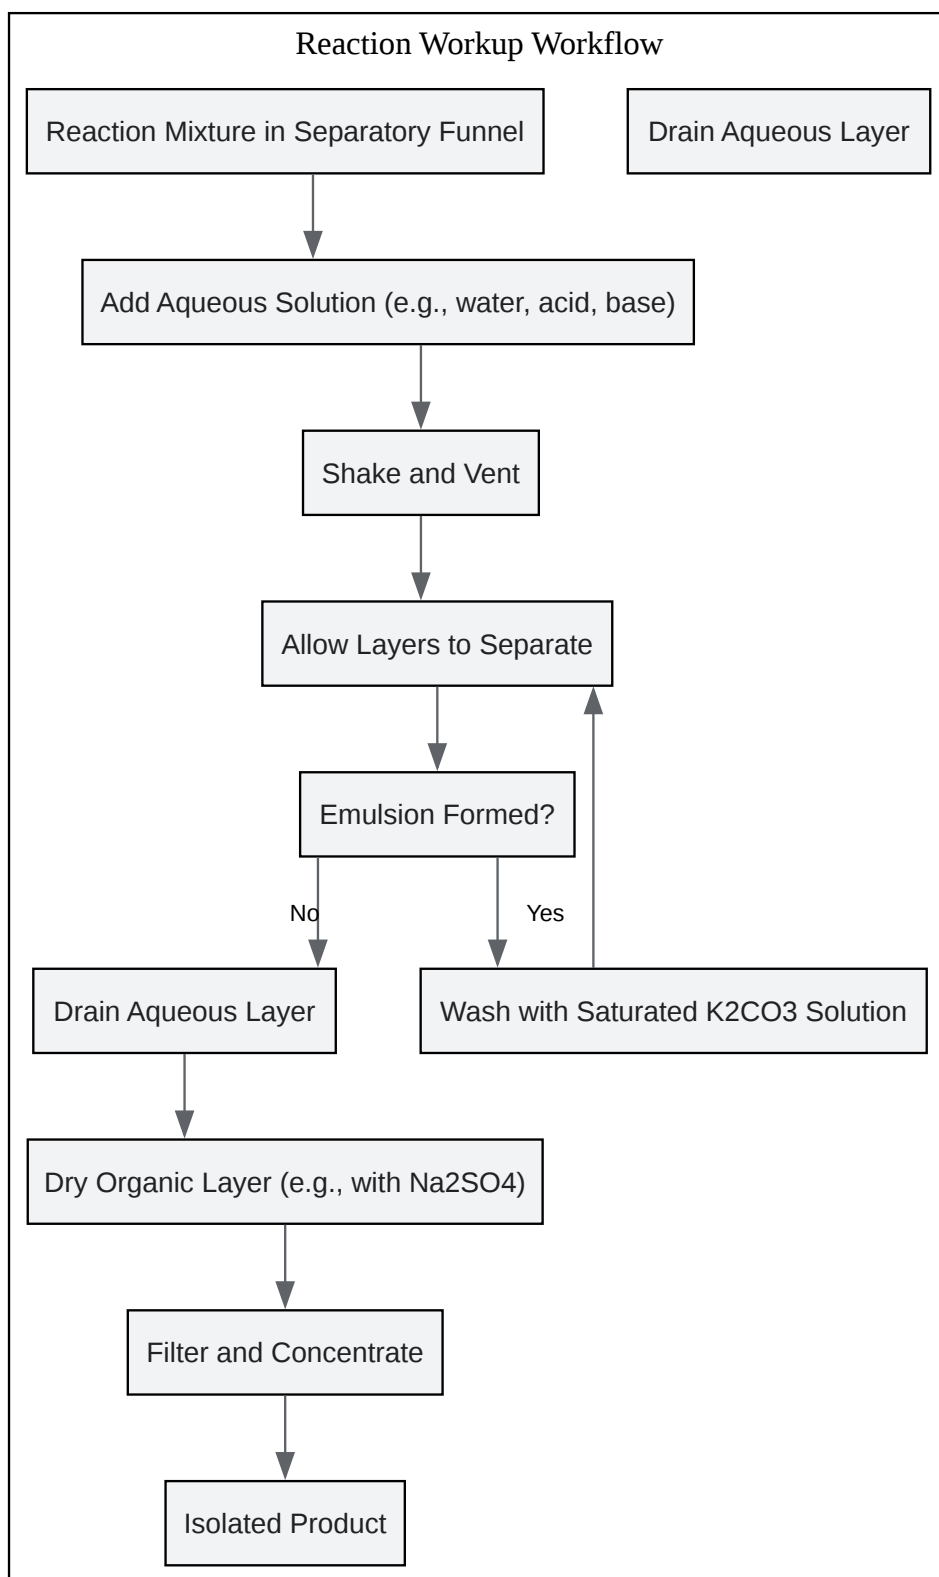 Reaction Workup Workflow
Reaction Mixture in Separatory Funnel
Drain Aqueous Layer
Add Aqueous Solution (e.g., water, acid, base)
Shake and Vent
Allow Layers to Separate
Emulsion Formed?
No
Yes
Drain Aqueous Layer
Wash with Saturated K2CO3 Solution
Dry Organic Layer (e.g., with Na2SO4)
Filter and Concentrate
Isolated Product